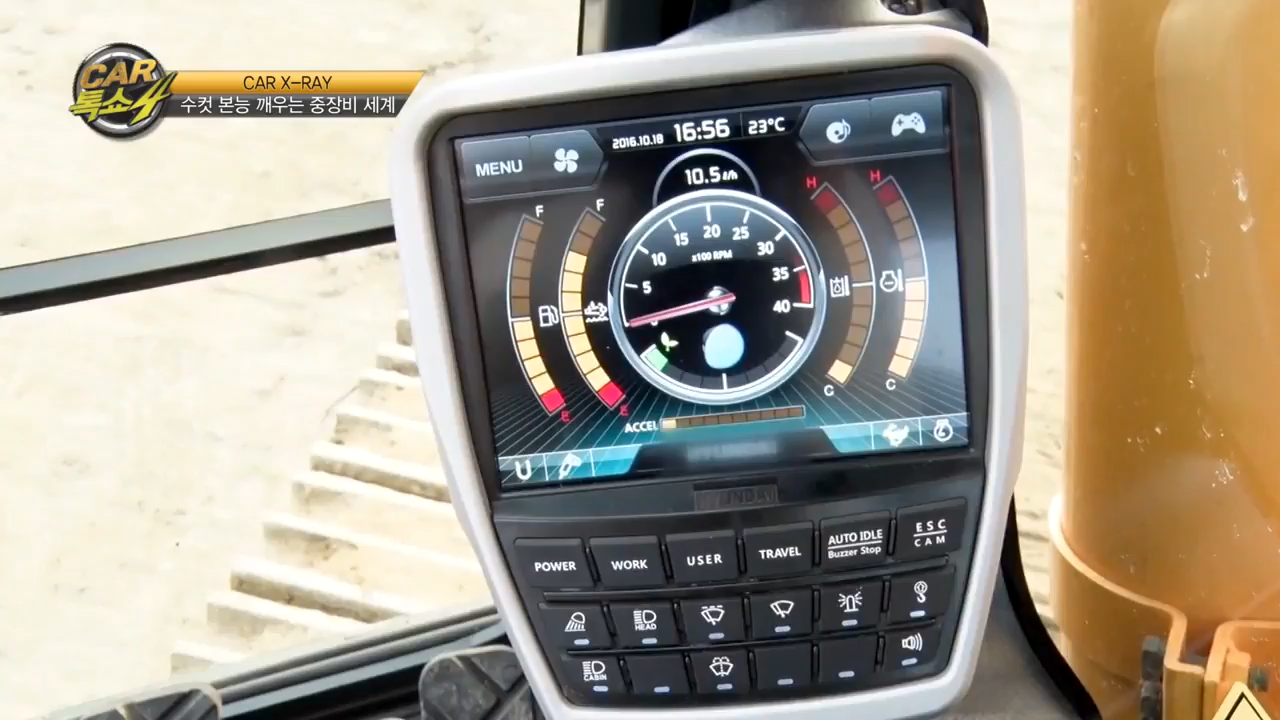 CAR
톡쇼4
CAR X-RAY
수컷 본능 깨우는 중장비 세계
MENU
2016.10.18 16:56 23°C
10.5 ℓ/h
F F H H
5 10 15 20 25 30 35 40
x100 RPM
E E C C
ACCEL
POWER WORK USER TRAVEL AUTO IDLE Buzzer Stop ESC CAM
HEAD
CABIN